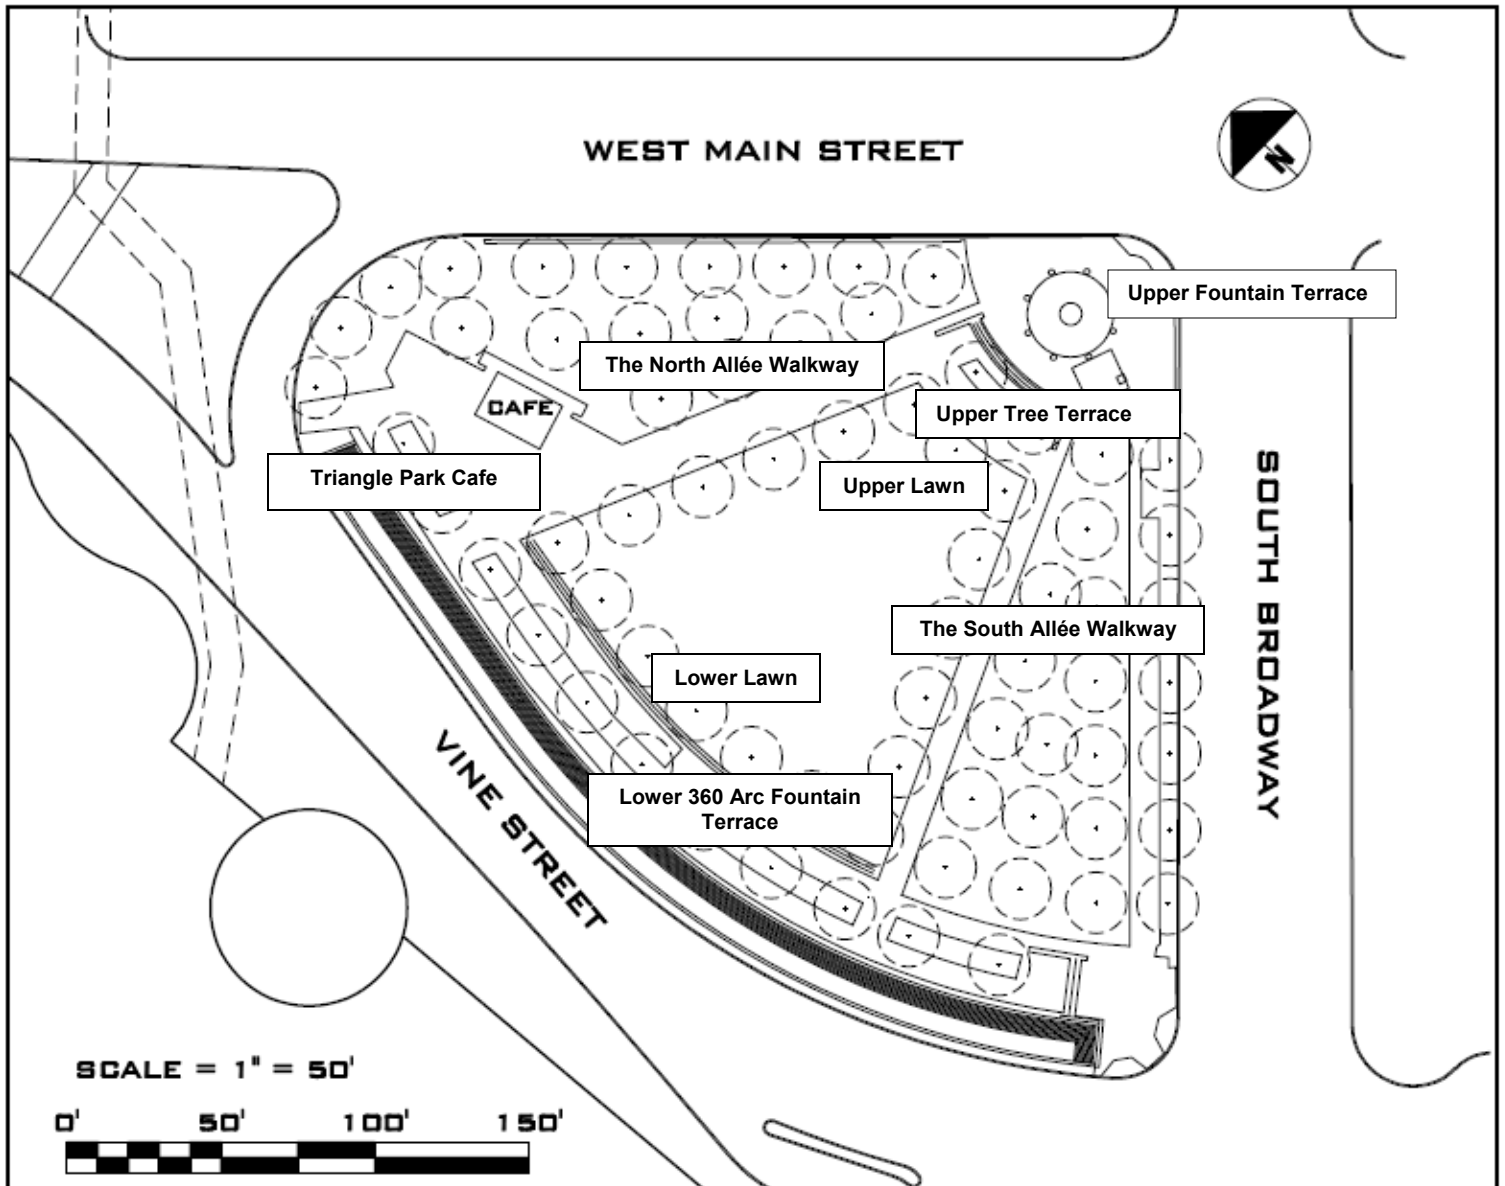 WEST MAIN STREET
N
Upper Fountain Terrace
The North Allée Walkway
CAFE
Upper Tree Terrace
Triangle Park Cafe
Upper Lawn
SOUTH BROADWAY
The South Allée Walkway
Lower Lawn
VINE STREET
Lower 360 Arc Fountain
Terrace
SCALE = 1" = 50'
0' 50' 100' 150'